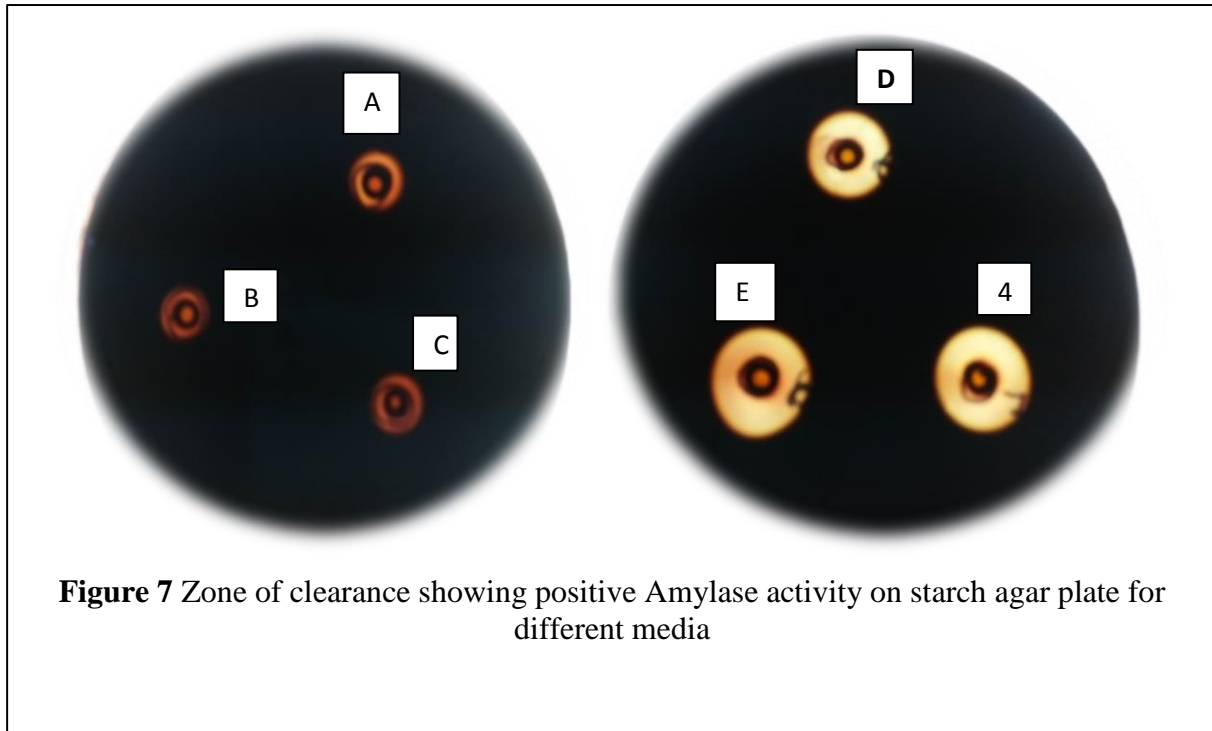 A
D
B
E
4
C
Figure 7 Zone of clearance showing positive Amylase activity on starch agar plate for
different media